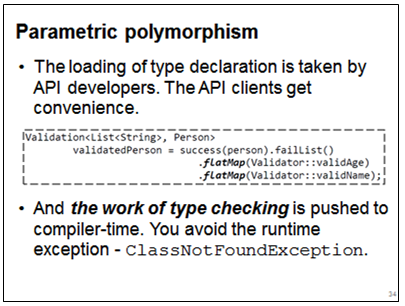 Parametric polymorphism
• The loading of type declaration is taken by
API developers. The API clients get
convenience.
Validation<List<String>, Person>
validatedPerson = success(person).failList()
.flatMap(Validator::validAge)
.flatMap(Validator::validName);
• And the work of type checking is pushed to
compiler-time. You avoid the runtime
exception - ClassNotFoundException.
34